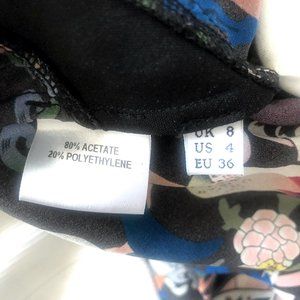 80% ACETATE
20% POLYETHYLENE
UK 8
US 4
EU 36